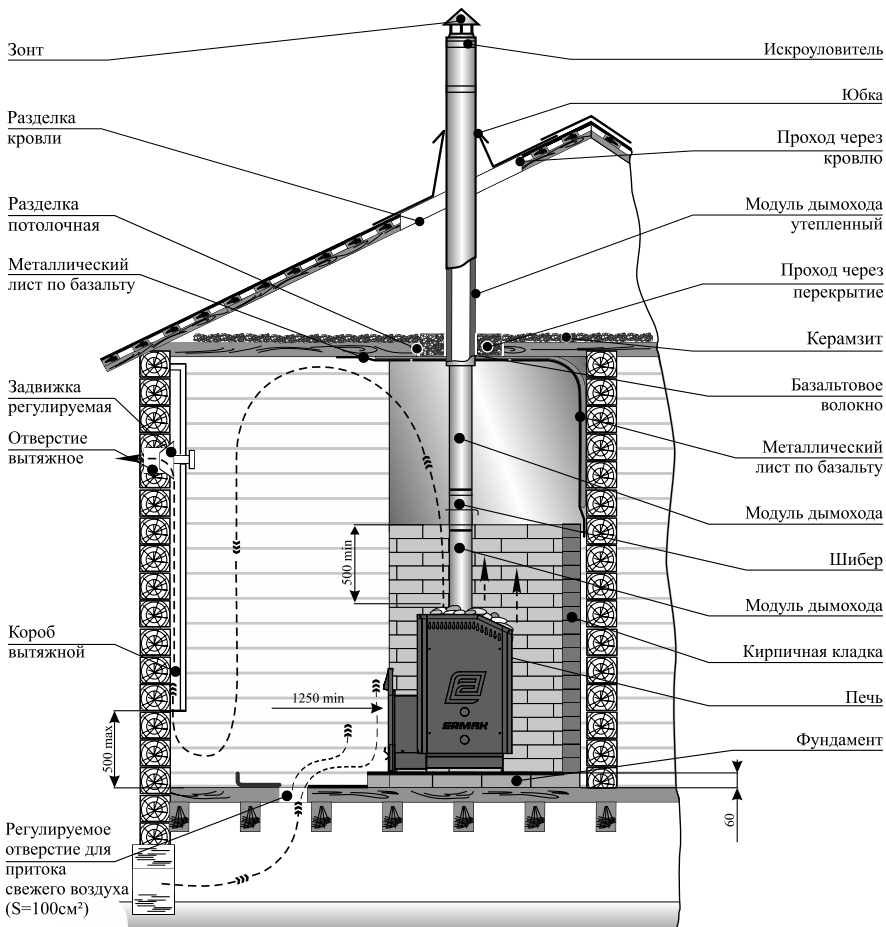 Зонт
Разделка
кровли
Разделка
потолочная
Металлический
лист по базальту
Задвижка
регулируемая
Отверстие
вытяжное
Короб
вытяжной
500 max
Регулируемое
отверстие для
притока
свежего воздуха
(S=100см²)
1250 min
500 min
ЕРМАК
Искроуловитель
Юбка
Проход через
кровлю
Модуль дымохода
утепленный
Проход через
перекрытие
Керамзит
Базальтовое
волокно
Металлический
лист по базальту
Модуль дымохода
Шибер
Модуль дымохода
Кирпичная кладка
Печь
Фундамент
60